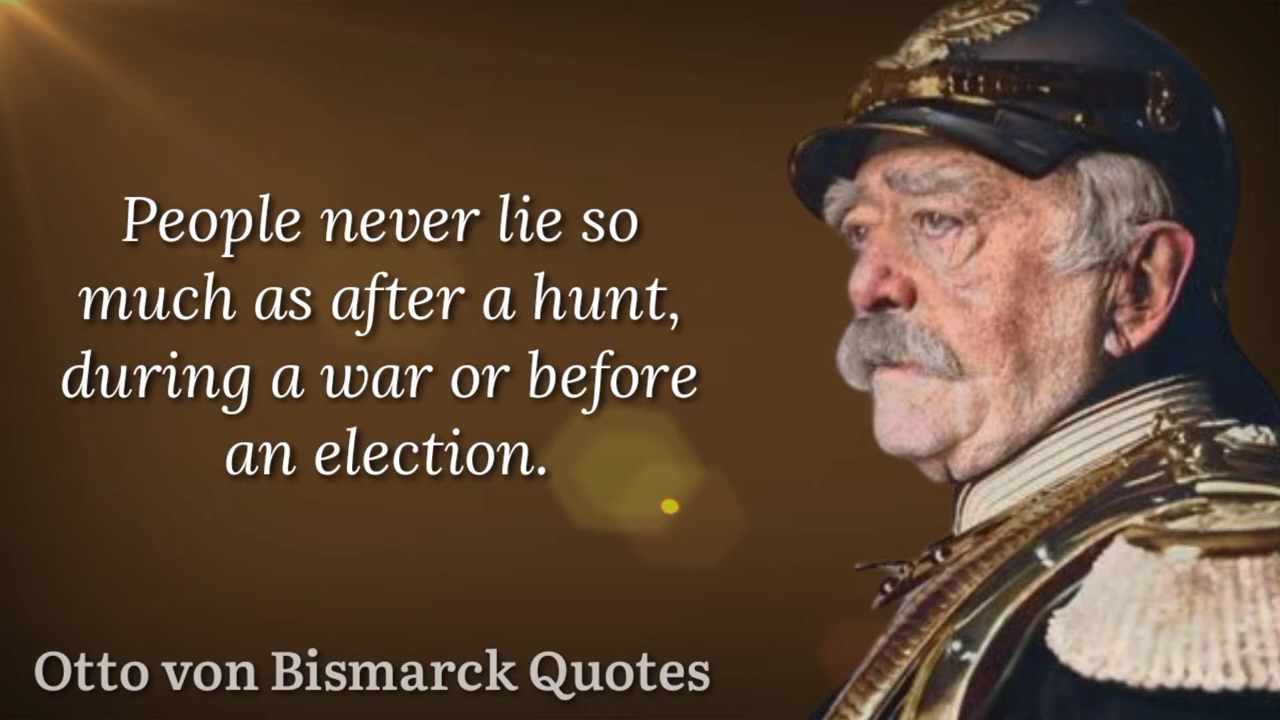 People never lie so
much as after a hunt,
during a war or before
an election.
Otto von Bismarck Quotes